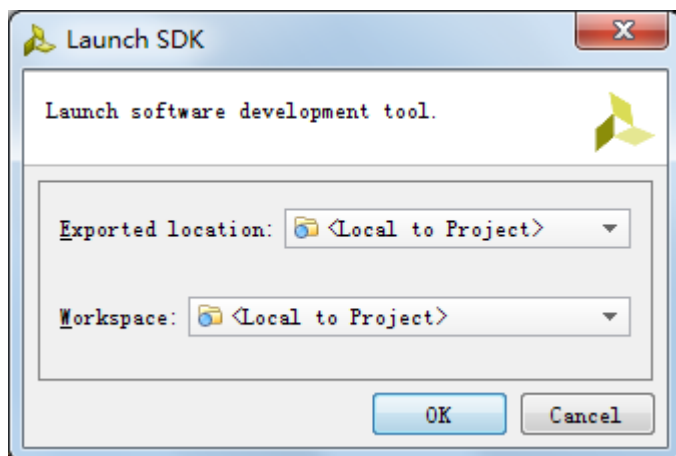 Launch SDK
Launch software development tool.
Exported location: <Local to Project>
Workspace: <Local to Project>
OK Cancel